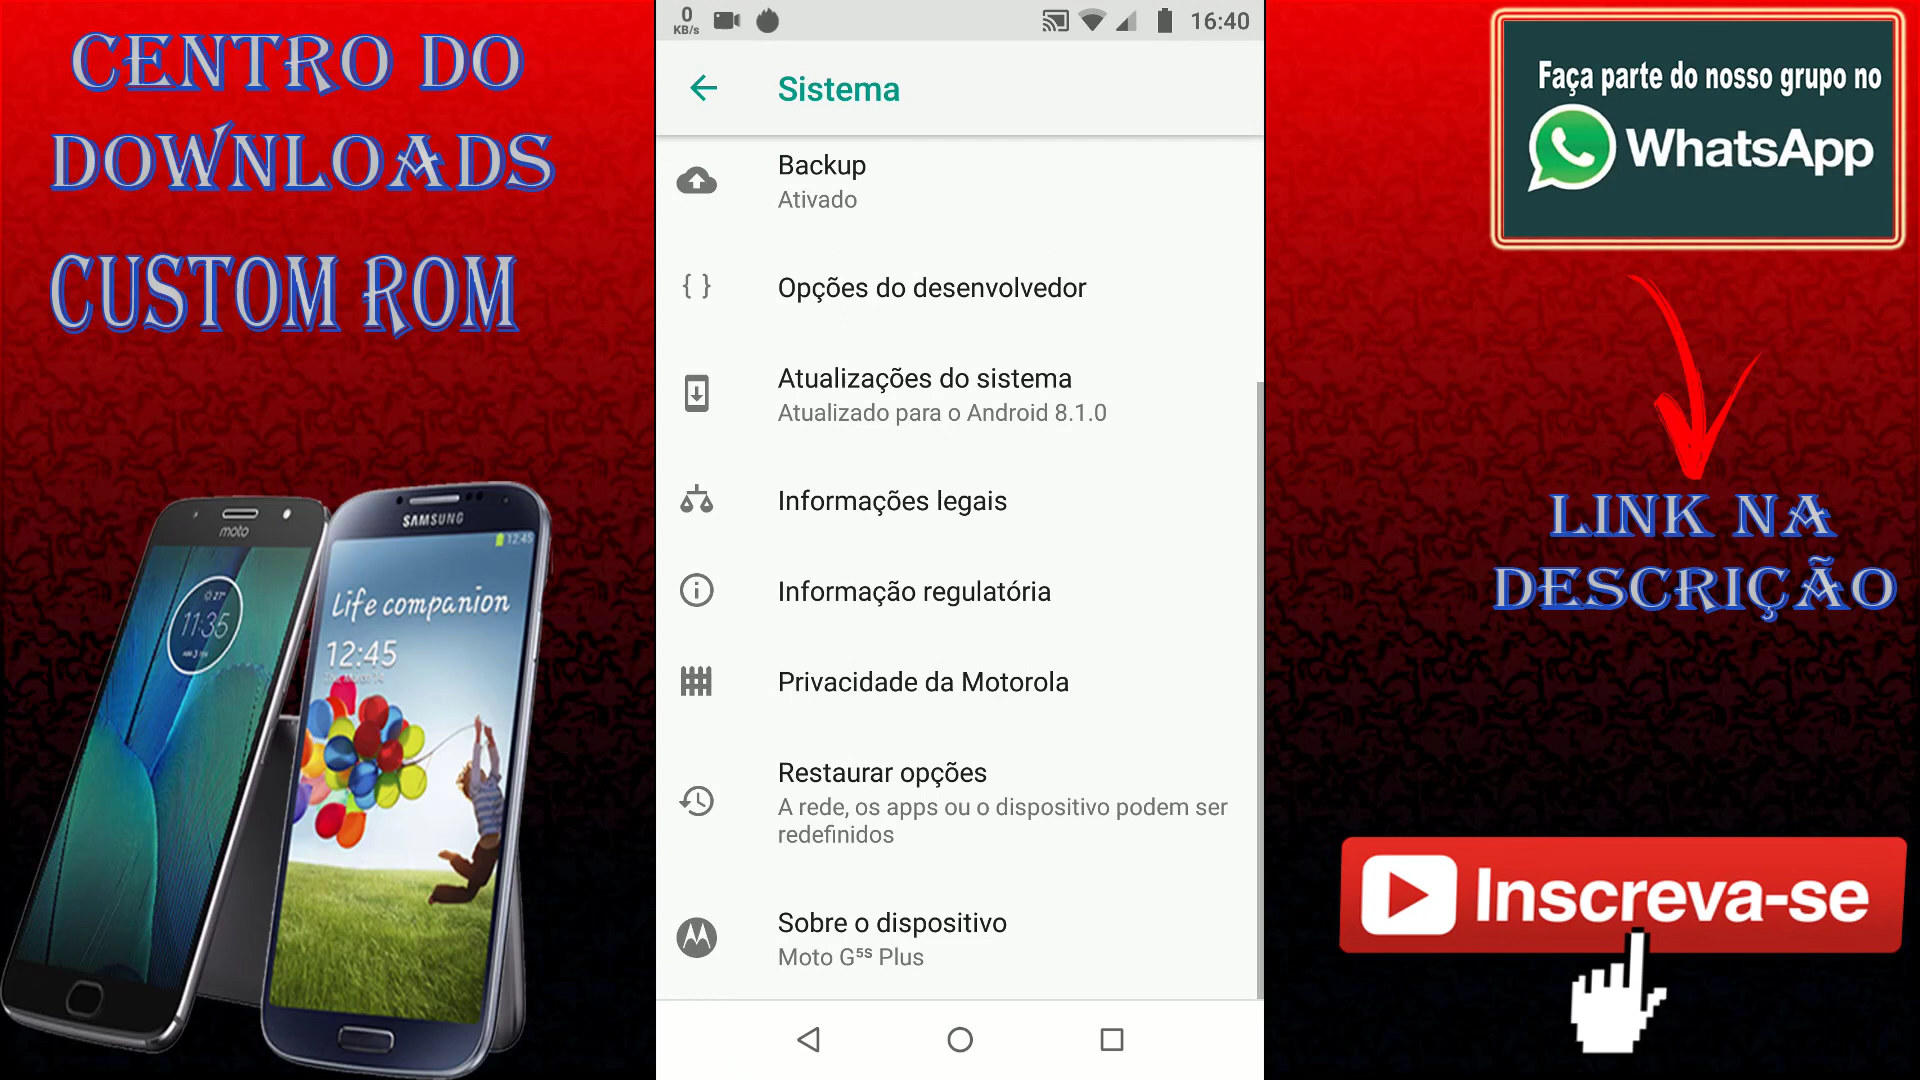 CENTRO DO
DOWNLOADS
CUSTOM ROM
moto
11:35
SAMSUNG
12:45
Life companion
12:45
0
KB/s
16:40
Sistema
Backup
Ativado
Opções do desenvolvedor
Atualizações do sistema
Atualizado para o Android 8.1.0
Informações legais
Informação regulatória
Privacidade da Motorola
Restaurar opções
A rede, os apps ou o dispositivo podem ser
redefinidos
Sobre o dispositivo
Moto G⁵ˢ Plus
Faça parte do nosso grupo no
WhatsApp
LINK NA
DESCRIÇÃO
Inscreva-se